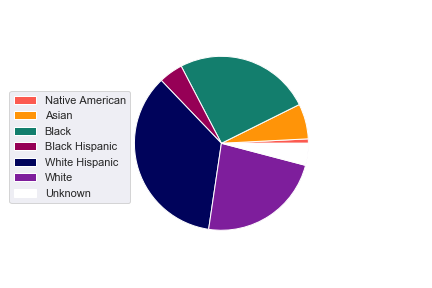 Native American
Asian
Black
Black Hispanic
White Hispanic
White
Unknown